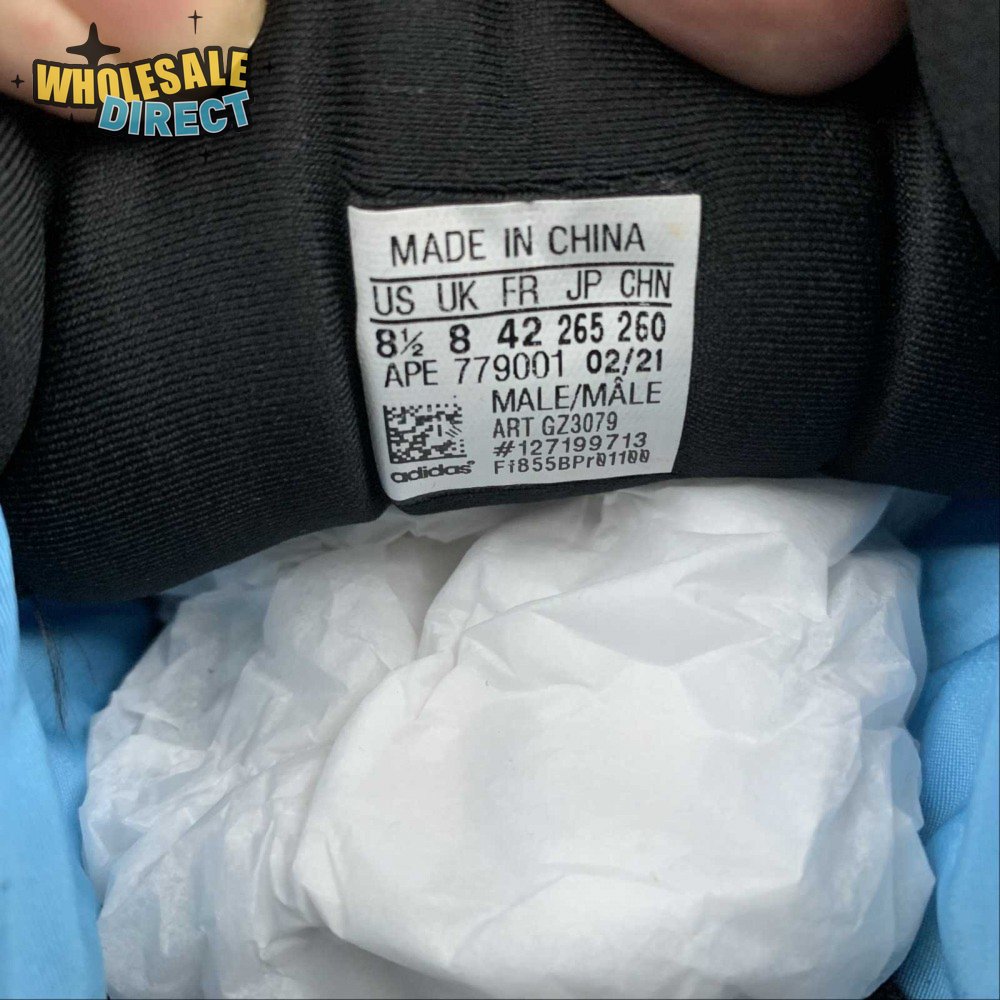 WHOLESALE
DIRECT
MADE IN CHINA
US UK FR JP CHN
8½ 8 42 265 260
APE 779001 02/21
MALE/MÂLE
ART GZ3079
#127199713
adidas Ff855BPr01100